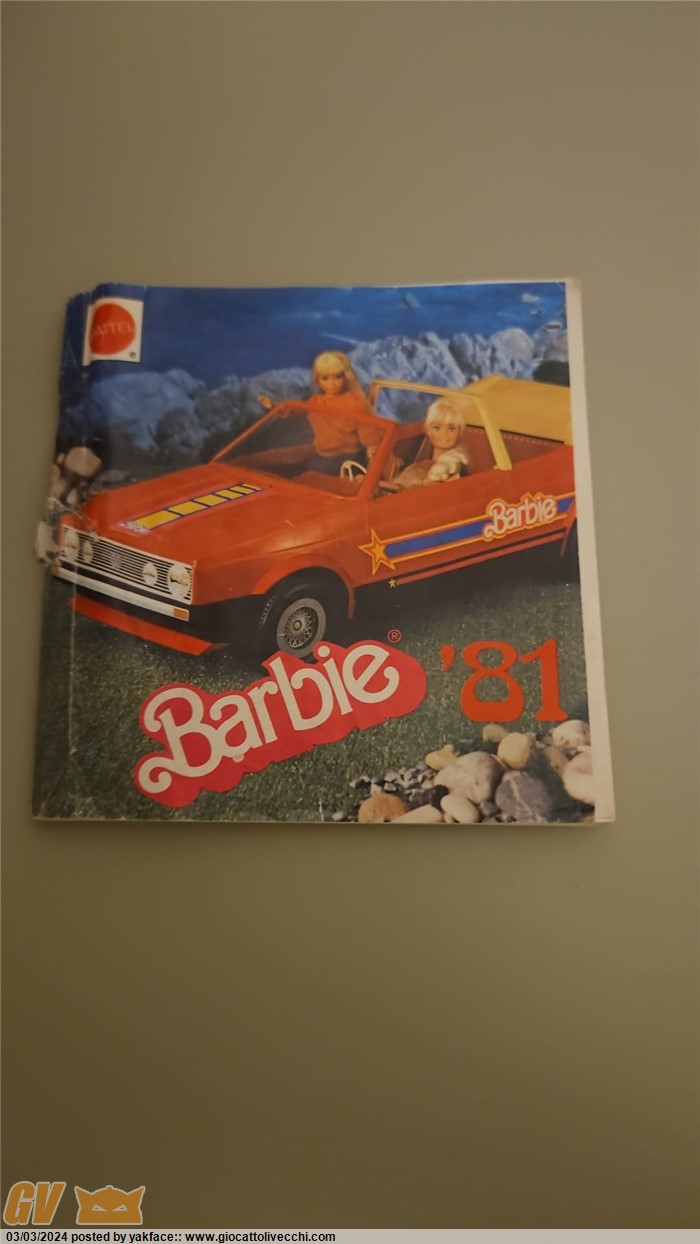 MATTEL
Barbie
Barbie®
'81
GV
03/03/2024 posted by yakface:: www.giocattolivecchi.com